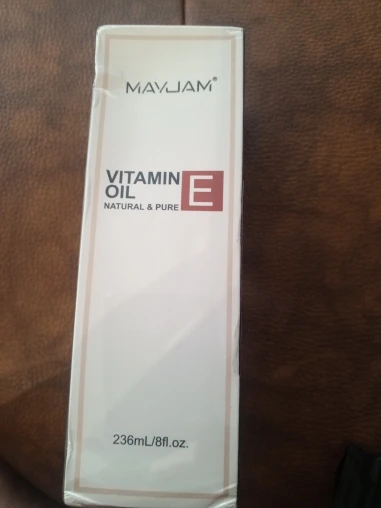 MAYJAM®
VITAMIN E
OIL
NATURAL & PURE
236mL/8fl.oz.